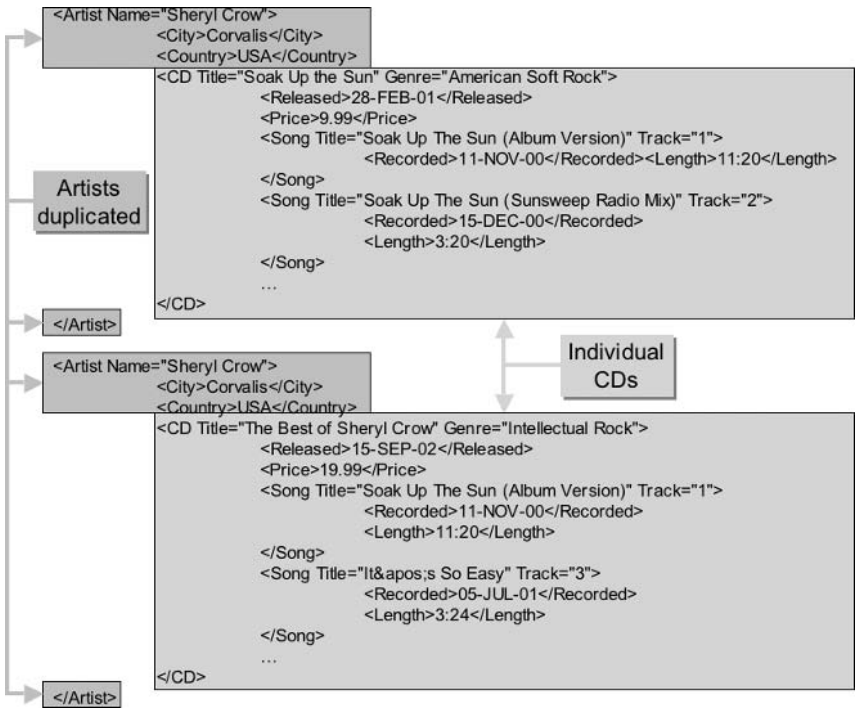 <Artist Name="Sheryl Crow">
<City>Corvalis</City>
<Country>USA</Country>
<CD Title="Soak Up the Sun" Genre="American Soft Rock">
<Released>28-FEB-01</Released>
<Price>9.99</Price>
<Song Title="Soak Up The Sun (Album Version)" Track="1">
<Recorded>11-NOV-00</Recorded><Length>11:20</Length>
</Song>
<Song Title="Soak Up The Sun (Sunsweep Radio Mix)" Track="2">
<Recorded>15-DEC-00</Recorded>
<Length>3:20</Length>
</Song>
...
</CD>
</Artist>
Artists
duplicated
Individual
CDs
<Artist Name="Sheryl Crow">
<City>Corvalis</City>
<Country>USA</Country>
<CD Title="The Best of Sheryl Crow" Genre="Intellectual Rock">
<Released>15-SEP-02</Released>
<Price>19.99</Price>
<Song Title="Soak Up The Sun (Album Version)" Track="1">
<Recorded>11-NOV-00</Recorded>
<Length>11:20</Length>
</Song>
<Song Title="It&apos;s So Easy" Track="3">
<Recorded>05-JUL-01</Recorded>
<Length>3:24</Length>
</Song>
...
</CD>
</Artist>